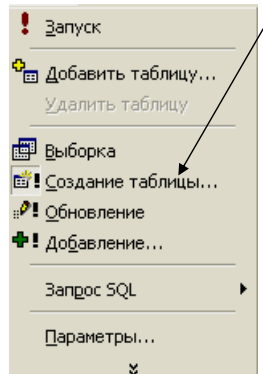 Запуск
Добавить таблицу...
Удалить таблицу
Выборка
Создание таблицы...
Обновление
Добавление...
Запрос SQL
Параметры...